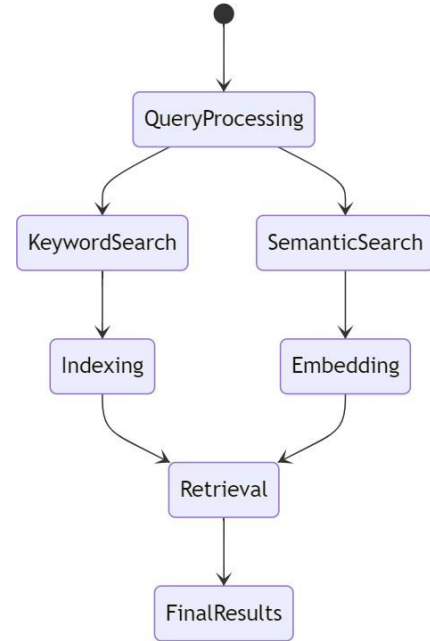 QueryProcessing
KeywordSearch
SemanticSearch
Indexing
Embedding
Retrieval
FinalResults